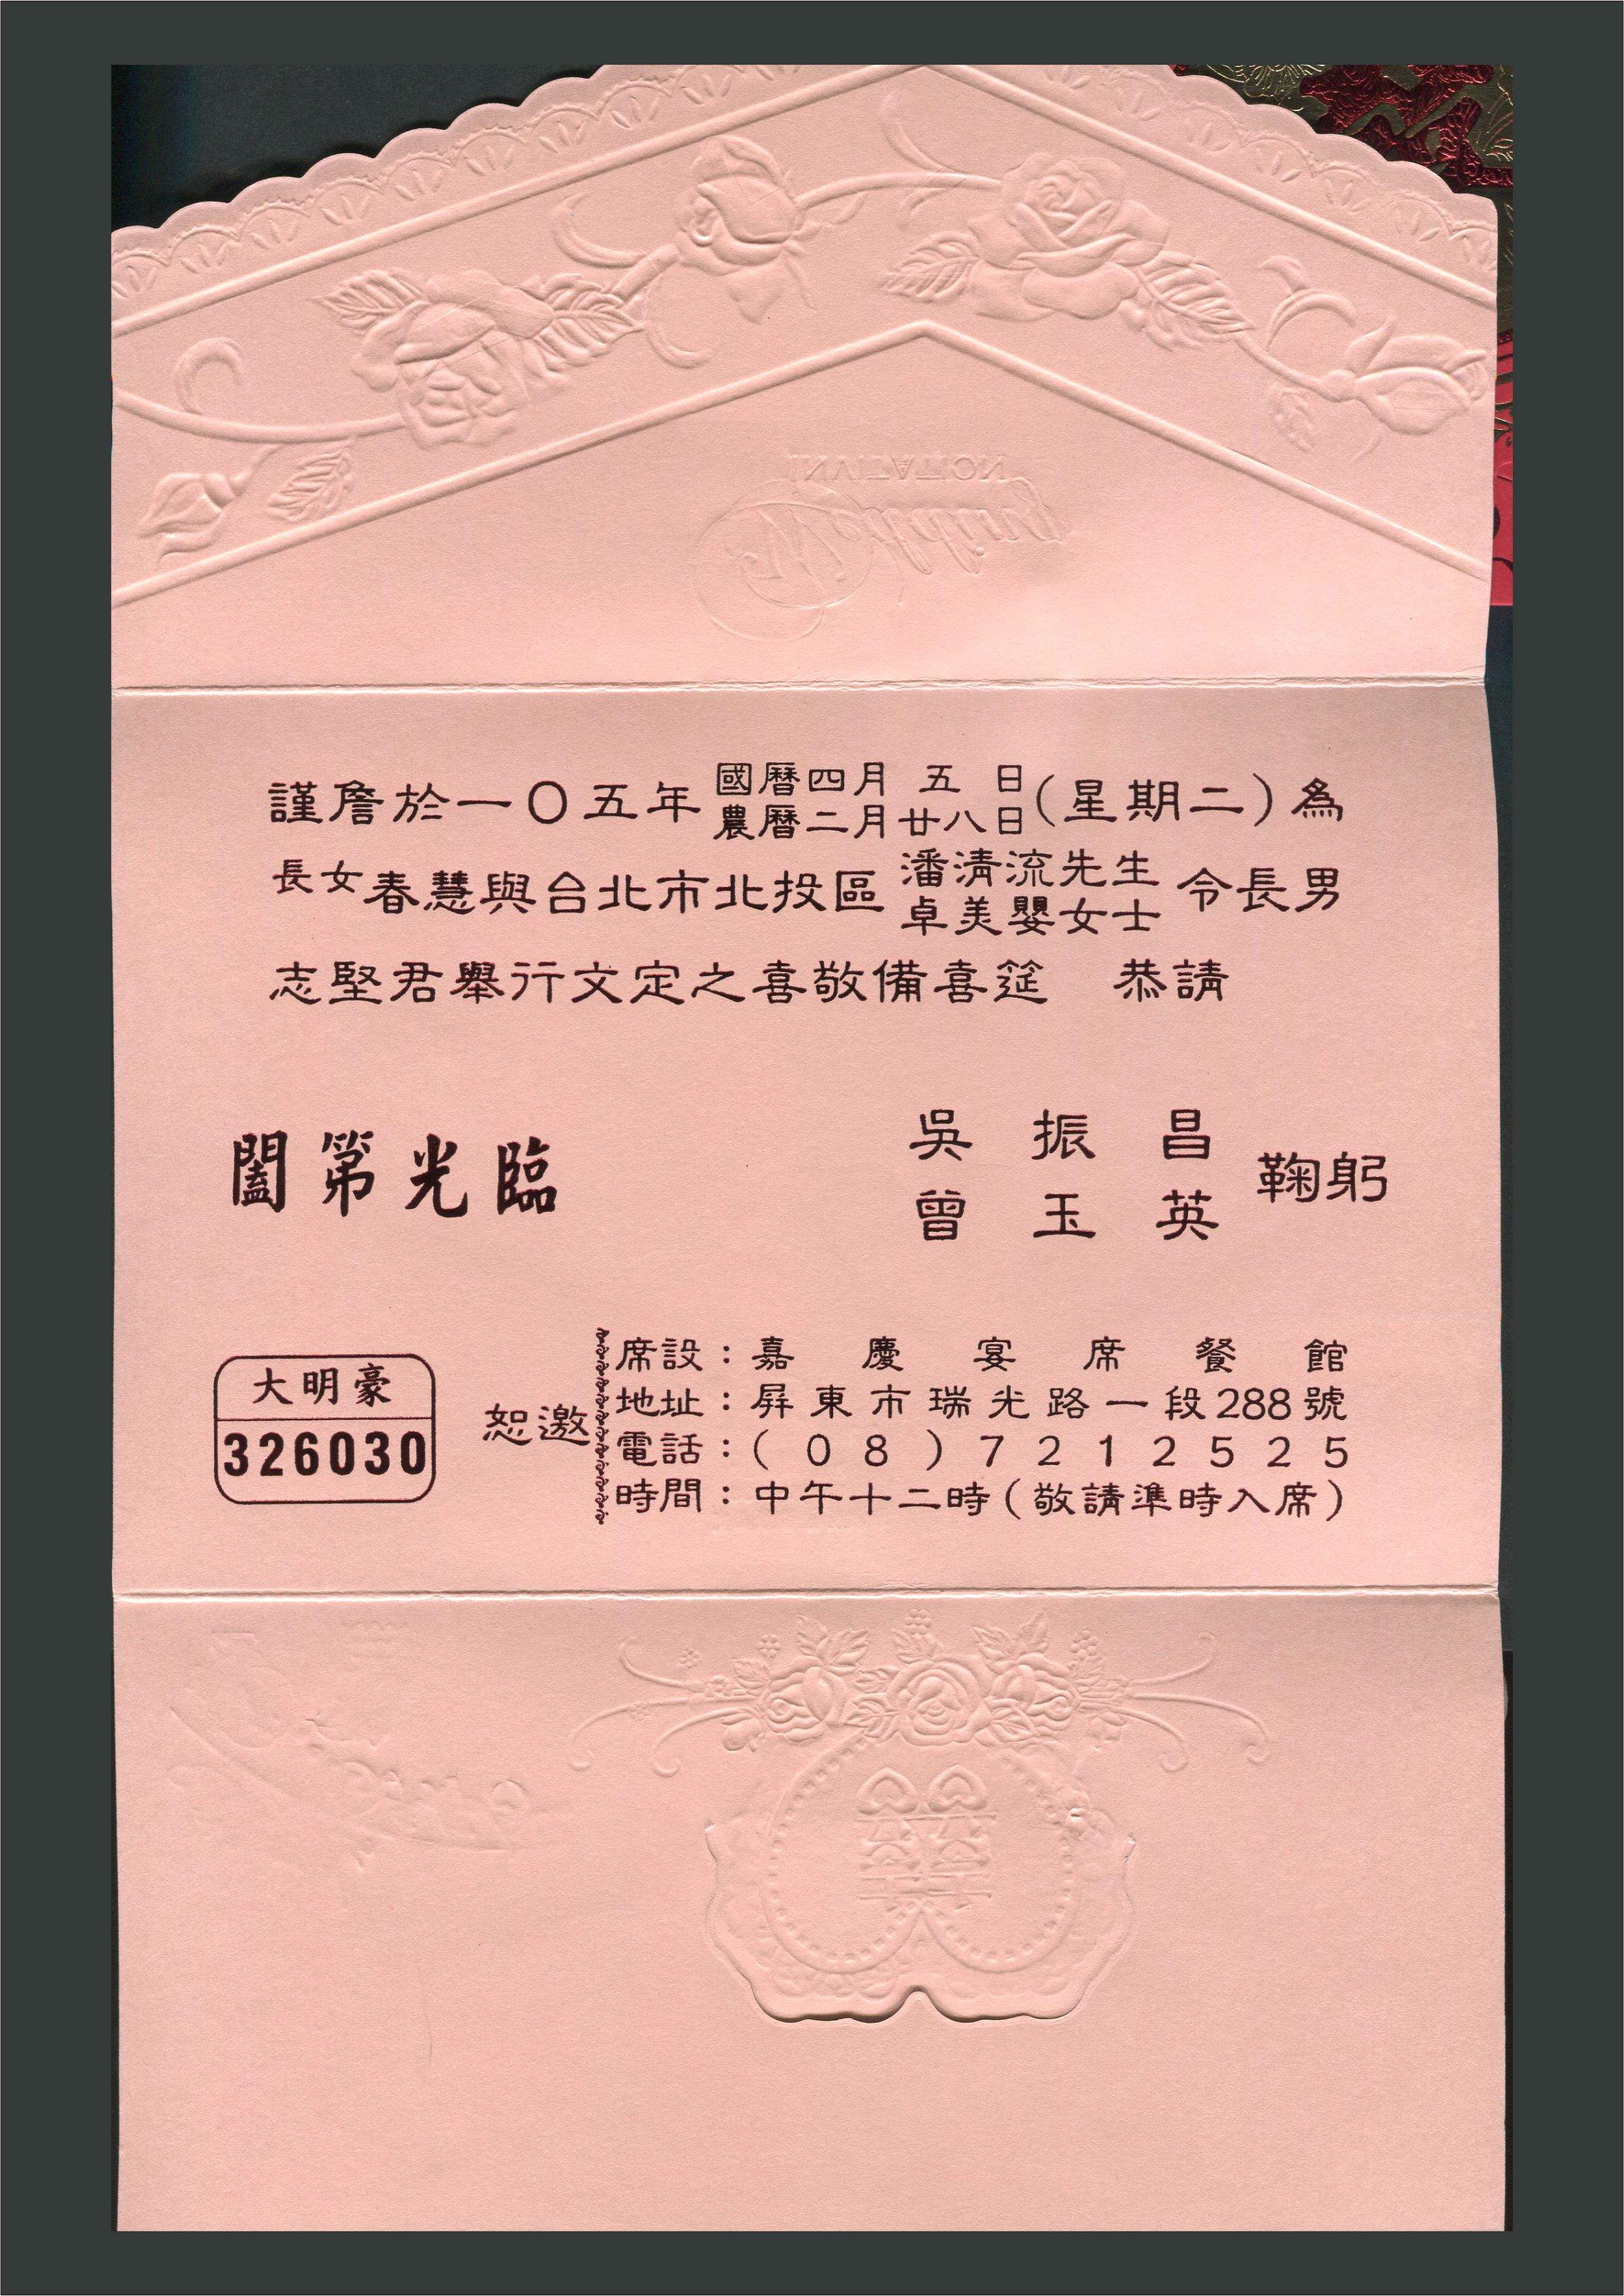 INVITATION
Wedding
謹詹於一〇五年國曆四月五日(星期二)為
農曆二月廿八日
長女春慧與台北市北投區潘清流先生令長男
卓美嬰女士
志堅君舉行文定之喜敬備喜筵 恭請
闔第光臨
吳振昌
曾玉英
鞠躬
恕邀
席設:嘉慶宴席餐館
地址:屏東市瑞光路一段288號
電話:(08)7212525
時間:中午十二時(敬請準時入席)
大明豪
326030
囍